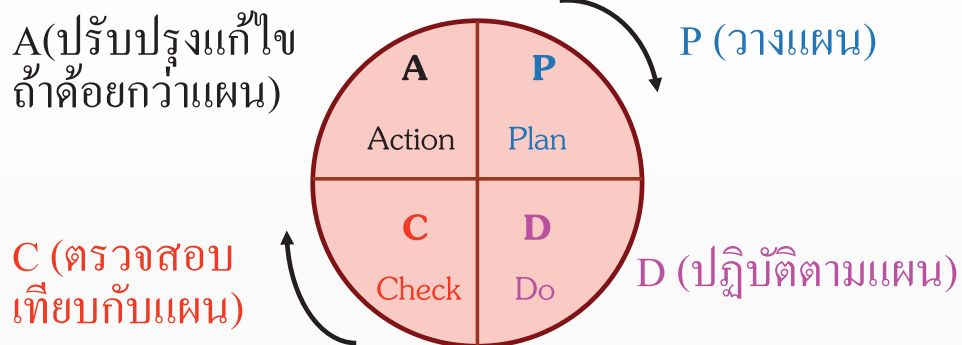 A(ปรับปรุงแก้ไข
ถ้าด้อยกว่าแผน)
A
Action
P
Plan
P (วางแผน)
C (ตรวจสอบ
เทียบกับแผน)
C
Check
D
Do
D (ปฏิบัติตามแผน)